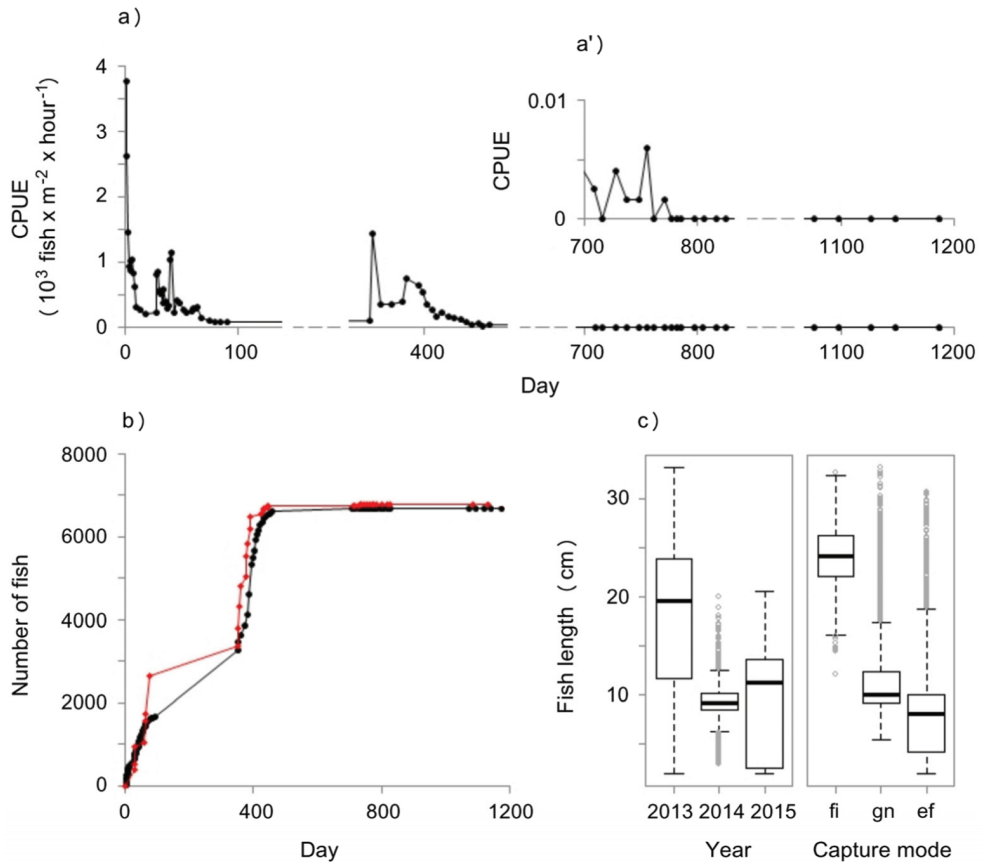 a)
4
3
2
1
0
CPUE
(10³ fish x m⁻² x hour⁻¹)
0
100
400
700
800
1100
1200
Day
a')
0.01
0
CPUE
700
800
1100
1200
b)
8000
6000
4000
2000
0
Number of fish
0
400
800
1200
Day
c)
30
20
10
Fish length (cm)
2013
2014
2015
Year
fi
gn
ef
Capture mode